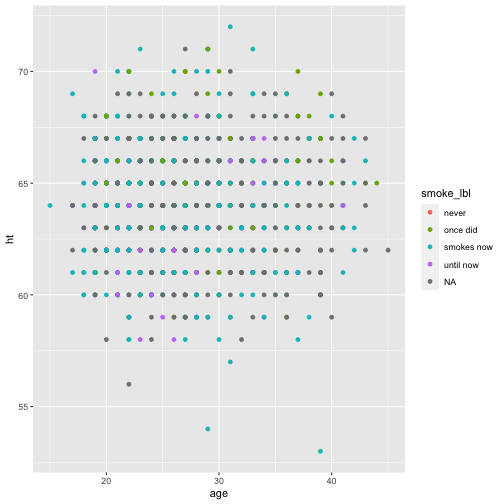 70
65
60
55
ht
20
30
40
age
smoke_lbl
never
once did
smokes now
until now
NA